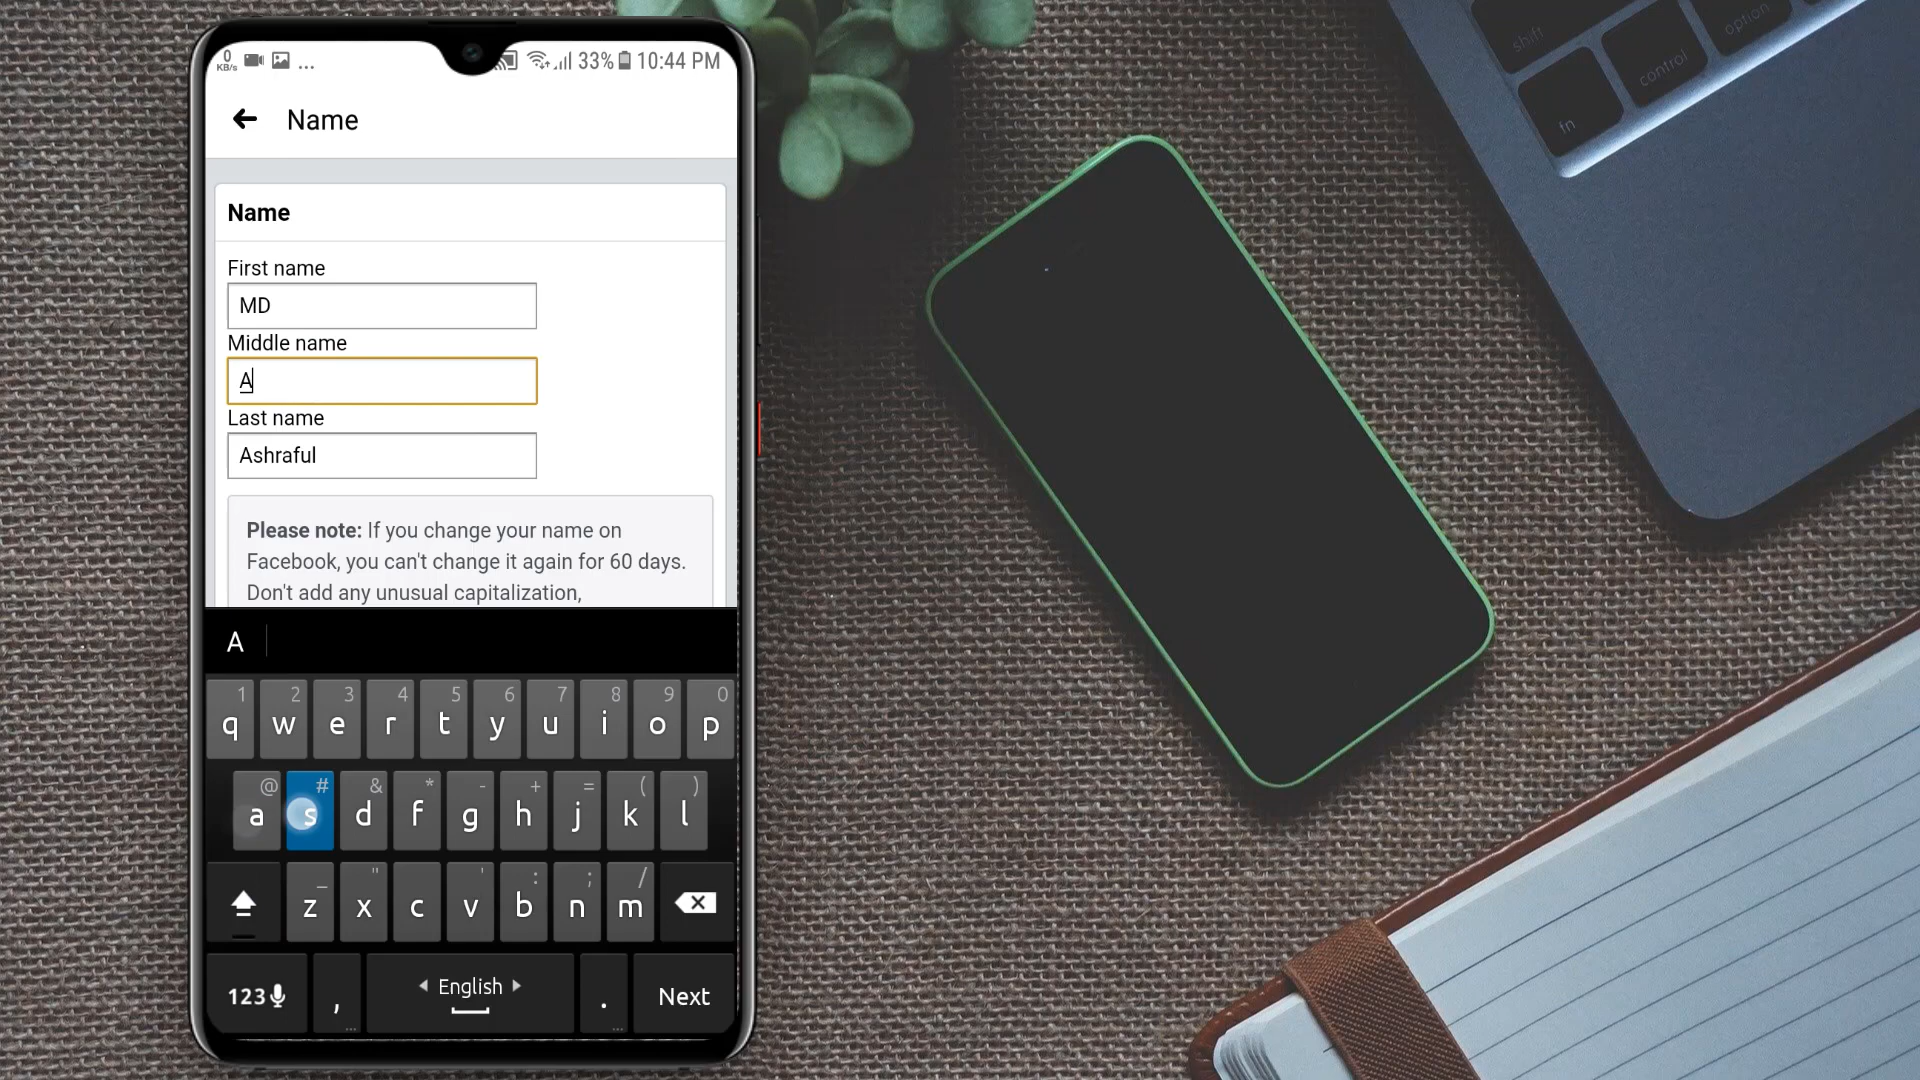 0
KB/s
...
33%
10:44 PM
Name
Name
First name
MD
Middle name
A
Last name
Ashraful
Please note: If you change your name on
Facebook, you can't change it again for 60 days.
Don't add any unusual capitalization,
A
1 2 3 4 5 6 7 8 9 0
q w e r t y u i o p
@ # & * - + = ( )
a s d f g h j k l
_ " ' : ; /
z x c v b n m
123 , English . Next
shift
fn
control
option